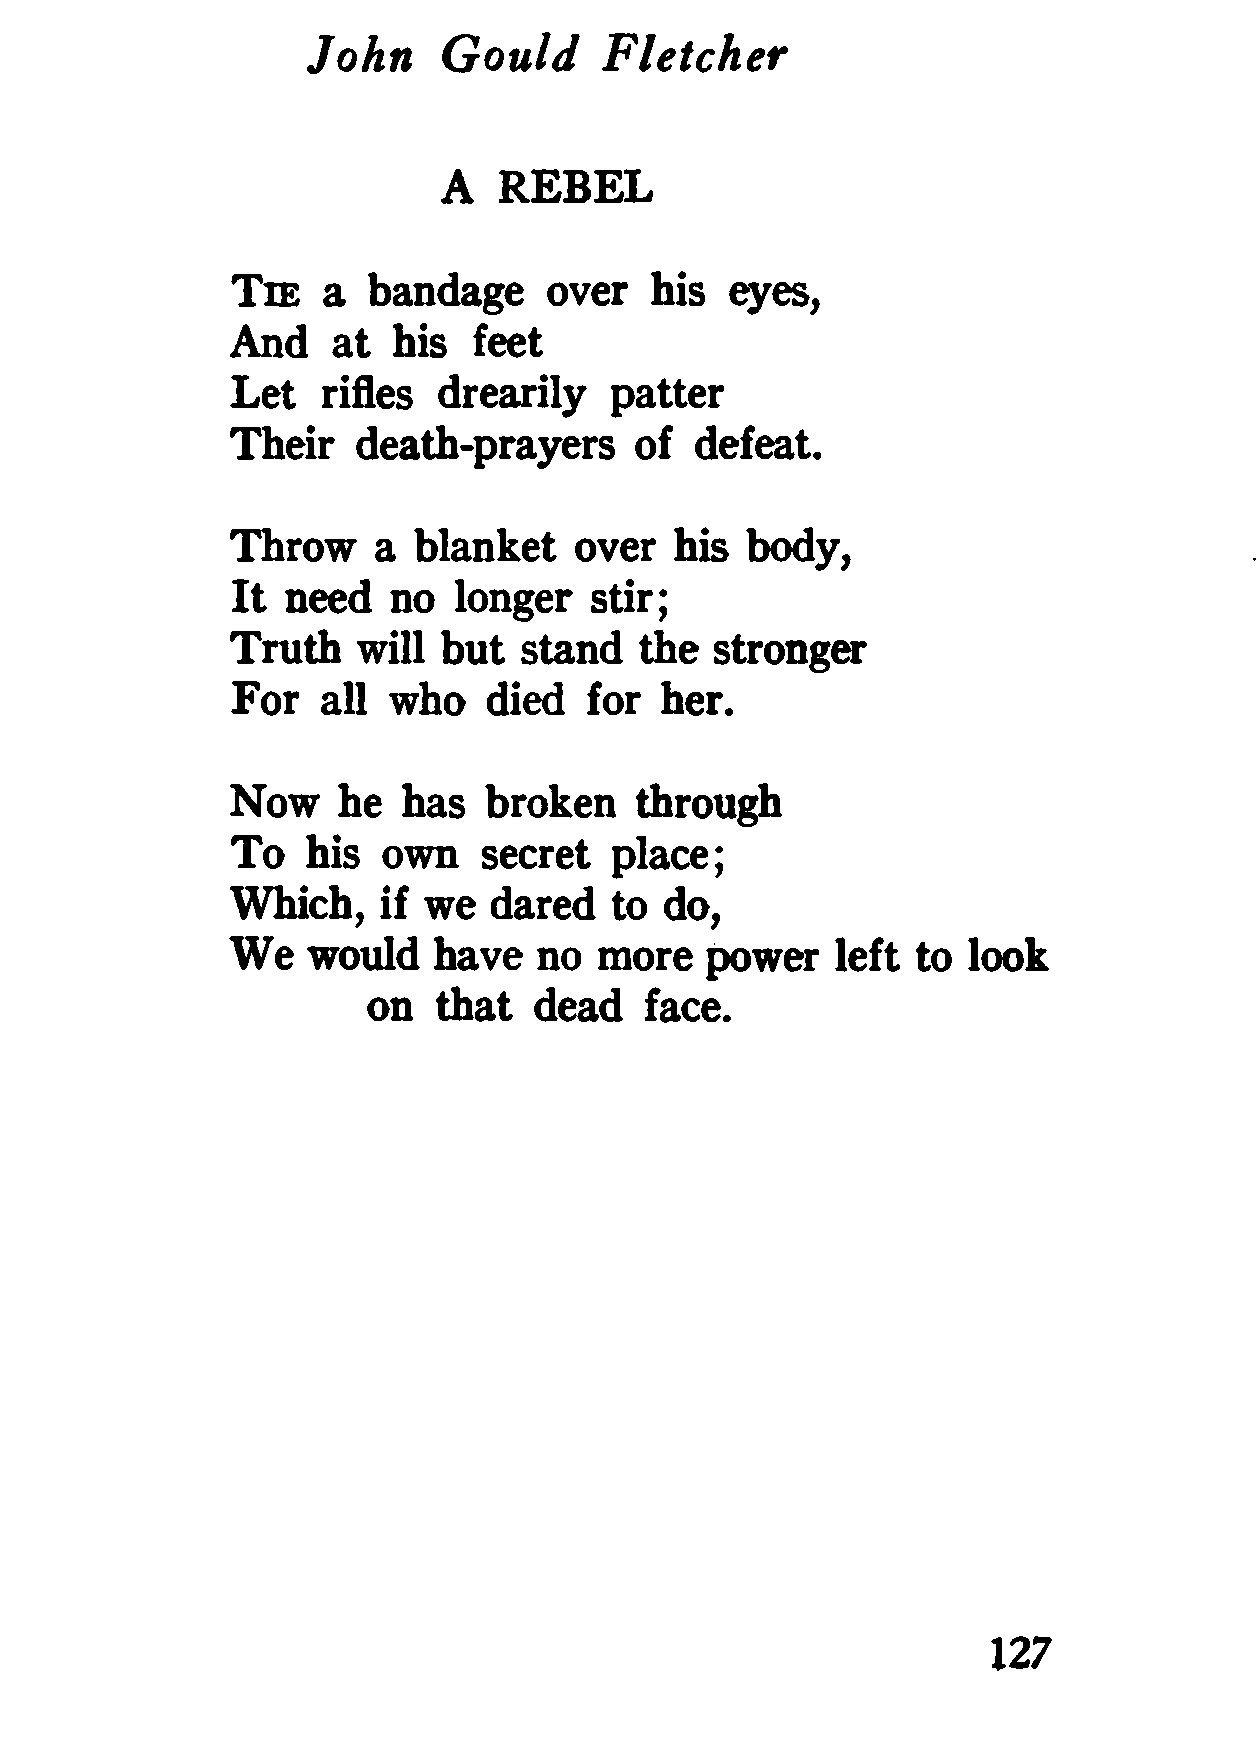 John Gould Fletcher
A REBEL
TIE a bandage over his eyes,
And at his feet
Let rifles drearily patter
Their death-prayers of defeat.
Throw a blanket over his body,
It need no longer stir;
Truth will but stand the stronger
For all who died for her.
Now he has broken through
To his own secret place;
Which, if we dared to do,
We would have no more power left to look
on that dead face.
127